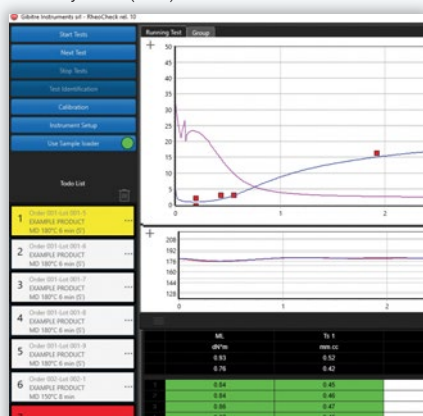 Gibitre Instruments srl - RheoCheck rel. 10
Start Tests
Next Test
Stop Tests
Test Identification
Calibration
Instrument Setup
Use Sample loader
Todo List
1
Order 001-Lot 001-5
EXAMPLE PRODUCT
MD 180°C 6 min (S')
2
Order 001-Lot 001-6
EXAMPLE PRODUCT
MD 180°C 6 min (S')
3
Order 001-Lot 001-7
EXAMPLE PRODUCT
MD 180°C 6 min (S')
4
Order 001-Lot 001-8
EXAMPLE PRODUCT
MD 180°C 6 min (S')
5
Order 001-Lot 001-9
EXAMPLE PRODUCT
MD 180°C 6 min (S')
6
Order 002-Lot 002-1
EXAMPLE PRODUCT
MD 150°C 6 min
Running Test Group
50
45
40
35
30
25
20
15
10
5
0
0 1 2
208
192
176
160
144
128
0 1 2
ML Ts 1
dN*m mm.cc
0.93 0.52
0.76 0.42
0.84 0.45
0.84 0.46
0.86 0.47